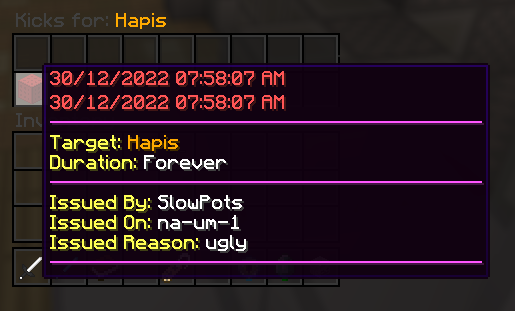 Kicks for: Hapis
30/12/2022 07:58:07 AM
30/12/2022 07:58:07 AM
Target: Hapis
Duration: Forever
Issued By: SlowPots
Issued On: na-um-1
Issued Reason: ugly